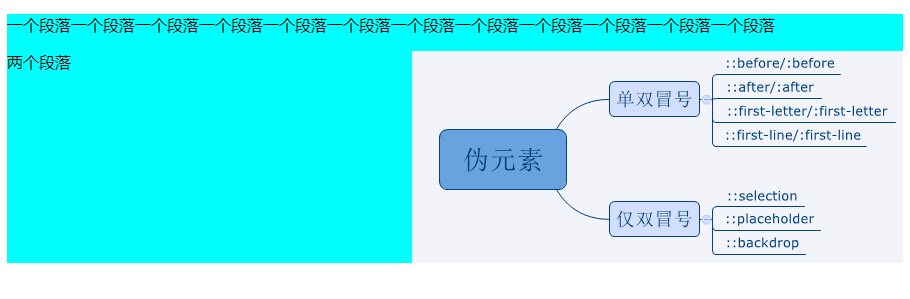 一个段落一个段落一个段落一个段落一个段落一个段落一个段落一个段落一个段落一个段落一个段落一个段落
两个段落
伪元素
单双冒号
::before/:before
::after/:after
::first-letter/:first-letter
::first-line/:first-line
仅双冒号
::selection
::placeholder
::backdrop